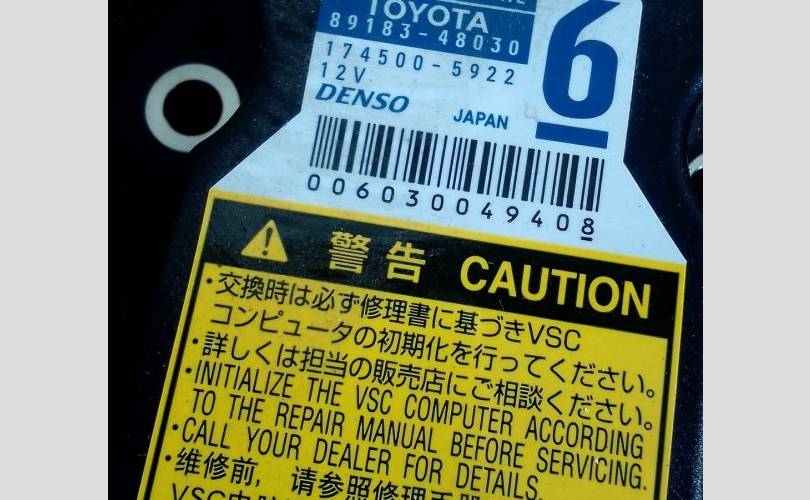 TOYOTA
89183-48030
174500-5922
12V
DENSO JAPAN
6
006030049408
警告 CAUTION
・交換時は必ず修理書に基づきVSC
コンピュータの初期化を行ってください。
・詳しくは担当の販売店にご相談ください。
・INITIALIZE THE VSC COMPUTER ACCORDING
TO THE REPAIR MANUAL BEFORE SERVICING.
・CALL YOUR DEALER FOR DETAILS.
・维修前，请参照修理手